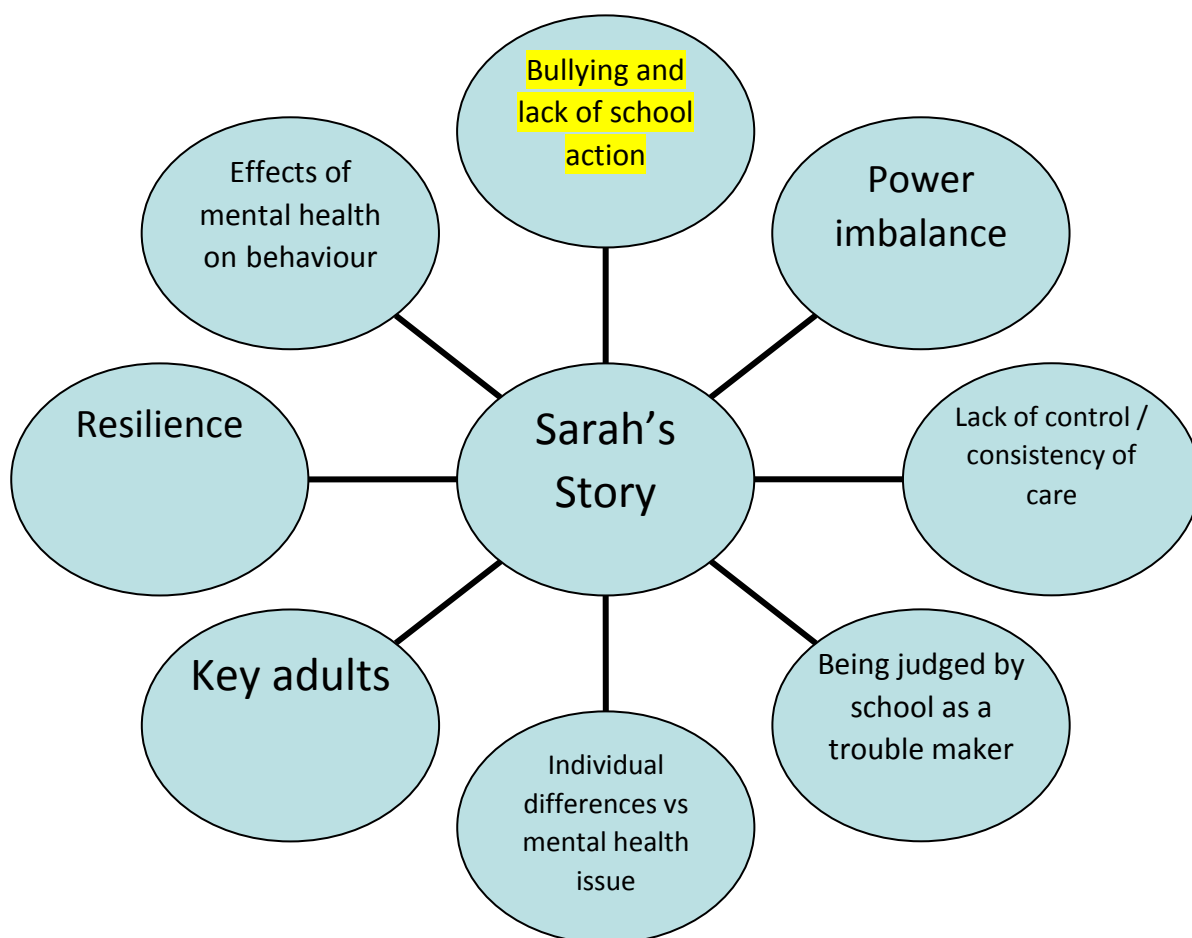 Bullying and
lack of school
action
Power
imbalance
Lack of control /
consistency of
care
Being judged by
school as a
trouble maker
Individual
differences vs
mental health
issue
Key adults
Resilience
Effects of
mental health
on behaviour
Sarah’s
Story